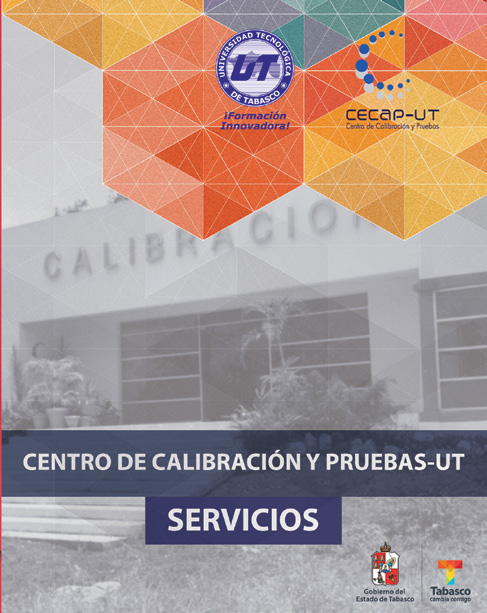 UNIVERSIDAD TECNOLÓGICA
UT
DE TABASCO
¡Formación
Innovadora!
CECAP-UT
Centro de Calibración y Pruebas
CALIBRACION
CENTRO DE CALIBRACIÓN Y PRUEBAS-UT
SERVICIOS
Gobierno del
Estado de Tabasco
Tabasco
cambia contigo